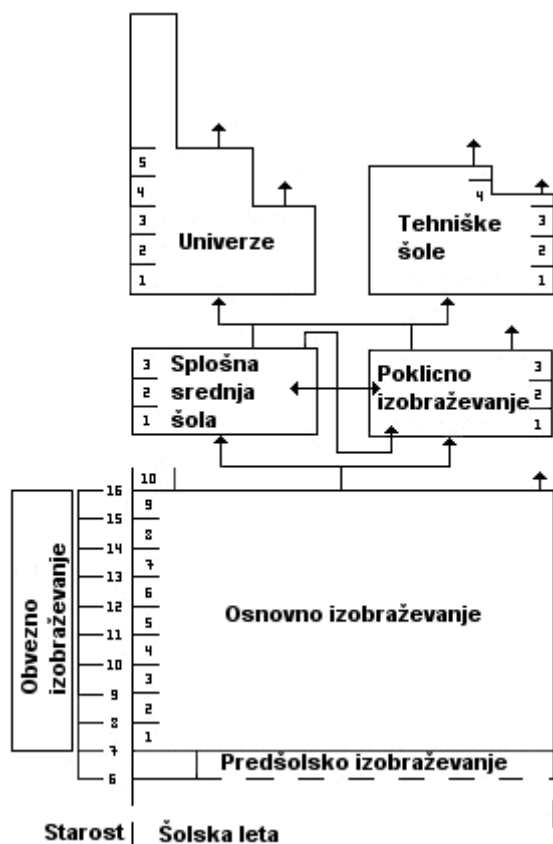 5
4
3
2
1
Univerze
4
3
2
1
Tehniške
šole
3
2
1
Splošna
srednja
šola
Poklicno
izobraževanje
3
2
1
Obvezno
izobraževanje
16
15
14
13
12
11
10
9
8
7
6
10
9
8
7
6
5
4
3
2
1
Osnovno izobraževanje
Predšolsko izobraževanje
Starost
Šolska leta